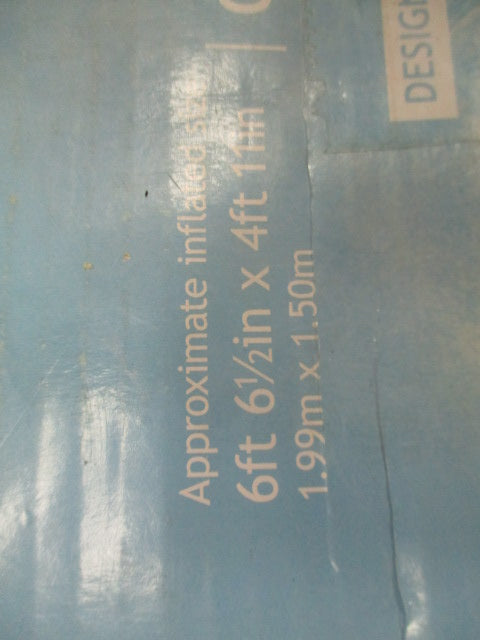 Approximate inflated size
6ft 6½in x 4ft 11in |
1.99m x 1.50m